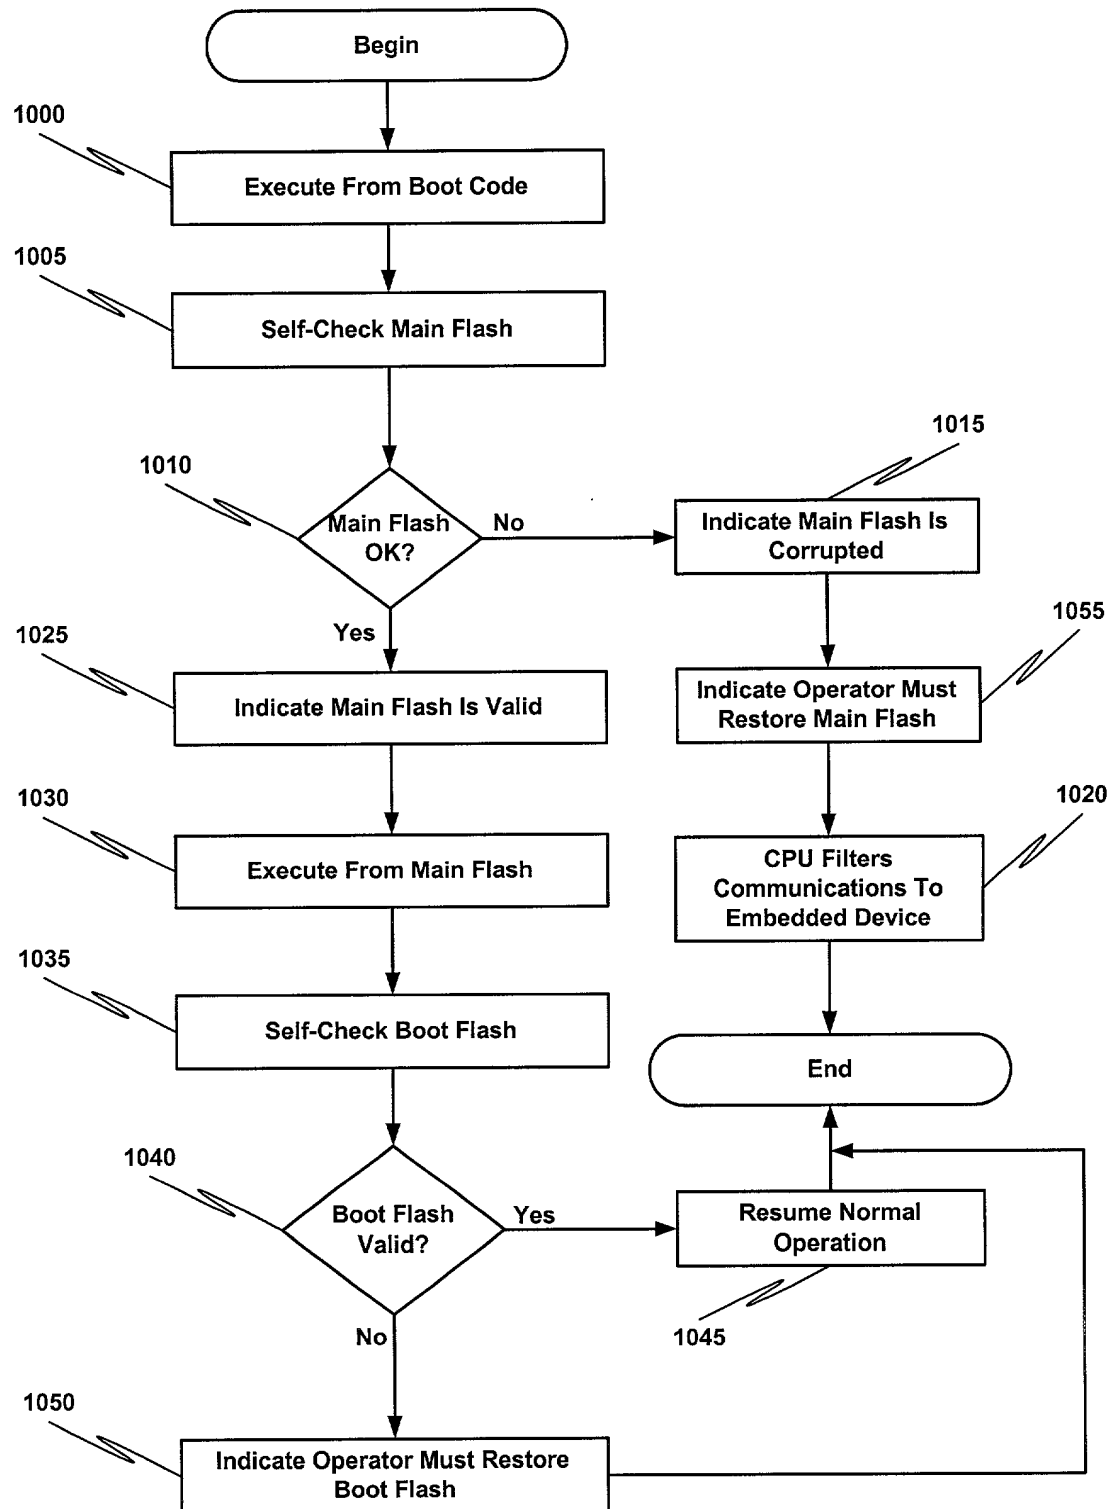 Begin
1000
Execute From Boot Code
1005
Self-Check Main Flash
1010
Main Flash
OK?
No
Yes
1015
Indicate Main Flash Is
Corrupted
1025
Indicate Main Flash Is Valid
1055
Indicate Operator Must
Restore Main Flash
1030
Execute From Main Flash
1020
CPU Filters
Communications To
Embedded Device
1035
Self-Check Boot Flash
End
1040
Boot Flash
Valid?
Yes
No
Resume Normal
Operation
1045
1050
Indicate Operator Must Restore
Boot Flash